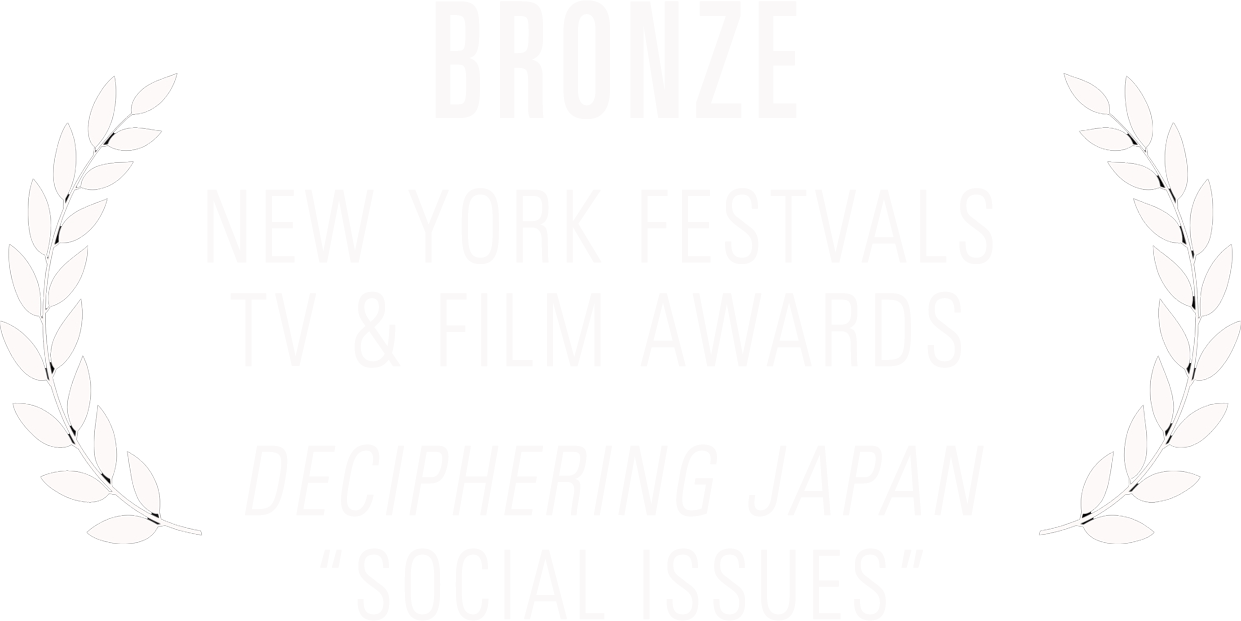 BRONZE
NEW YORK FESTVALS
TV & FILM AWARDS
DECIPHERING JAPAN
“SOCIAL ISSUES”